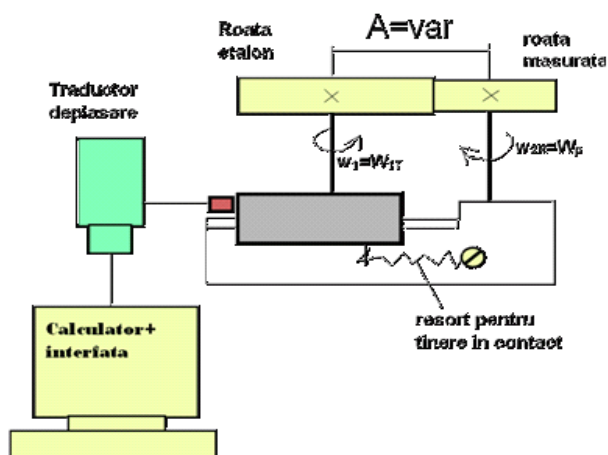 Roata
etalon
A=var
roata
masurata
Traductor
deplasare
w1=W1T
w2R=Wp
resort pentru
tinere in contact
Calculator+
interfata